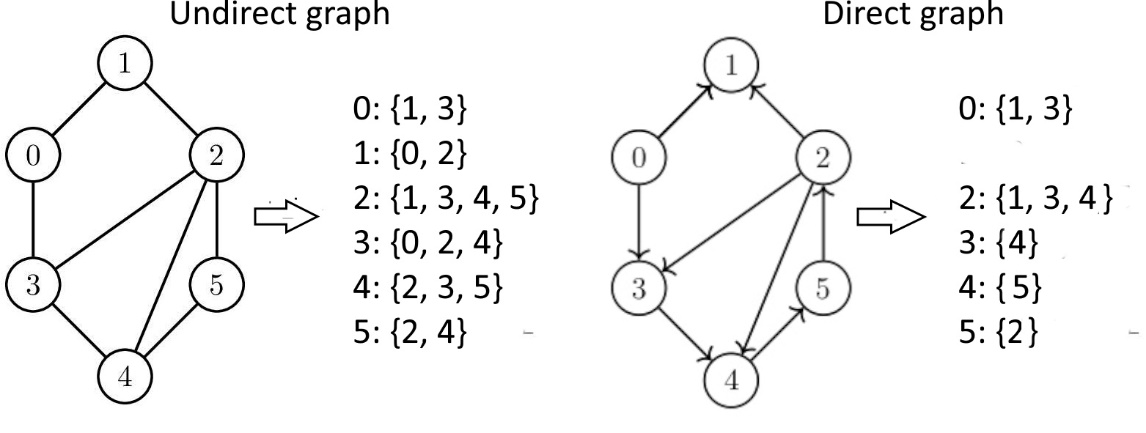 Undirect graph
1
0
2
3
5
4
0: {1, 3}
1: {0, 2}
2: {1, 3, 4, 5}
3: {0, 2, 4}
4: {2, 3, 5}
5: {2, 4}
Direct graph
1
0
2
3
5
4
0: {1, 3}
2: {1, 3, 4}
3: {4}
4: { 5}
5: {2}